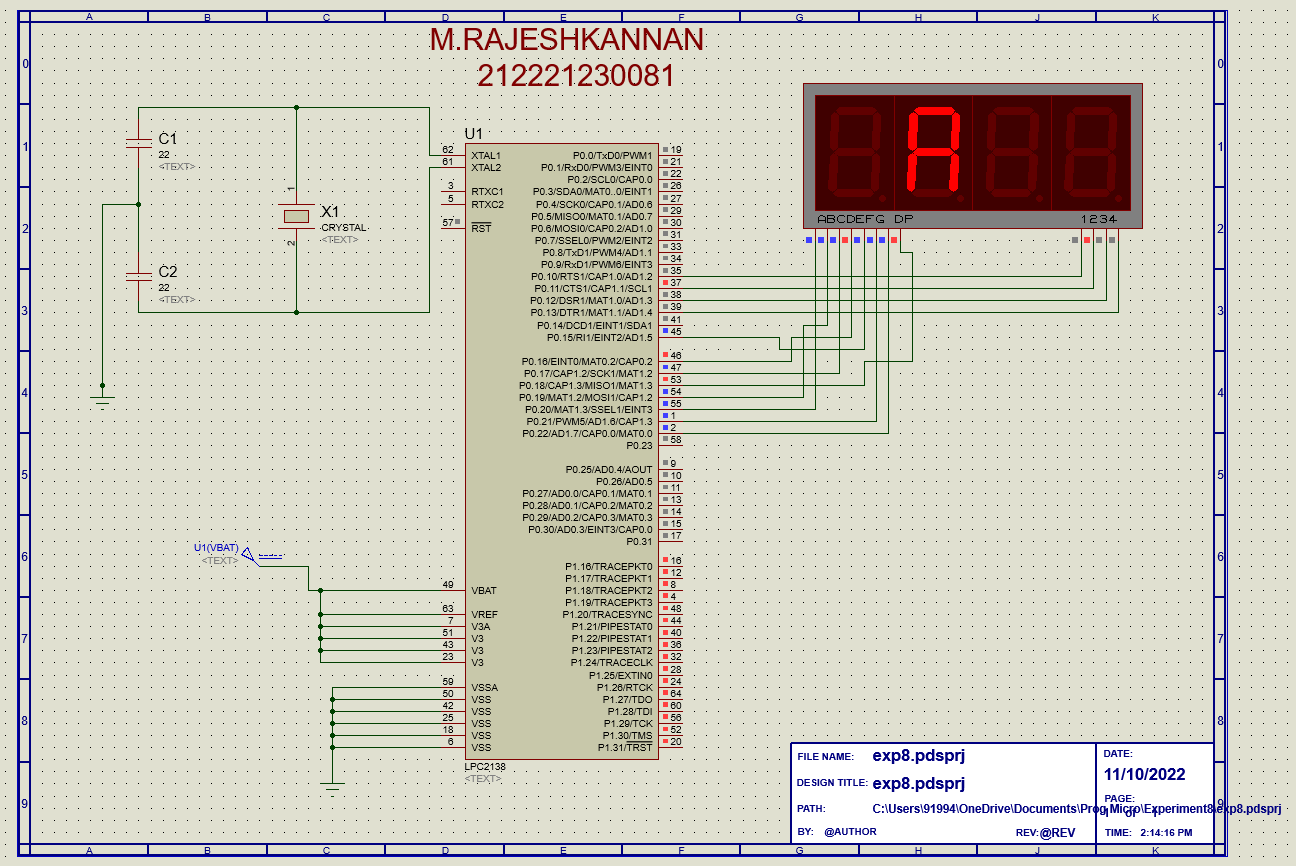 A B C D E F G H J K
M.RAJESHKANNAN
212221230081
0 0
1 1
2 2
3 3
4 4
5 5
6 6
7 7
8 8
9 9
C1
22
<TEXT>
C2
22
<TEXT>
1
X1
CRYSTAL
<TEXT>
2
U1
62 XTAL1
61 XTAL2
3 RTXC1
5 RTXC2
57 RST
49 VBAT
63 VREF
7 V3A
51 V3
43 V3
23 V3
59 VSSA
50 VSS
42 VSS
25 VSS
18 VSS
6 VSS
P0.0/TxD0/PWM1 19
P0.1/RxD0/PWM3/EINT0 21
P0.2/SCL0/CAP0.0 22
P0.3/SDA0/MAT0..0/EINT1 26
P0.4/SCK0/CAP0.1/AD0.6 27
P0.5/MISO0/MAT0.1/AD0.7 29
P0.6/MOSI0/CAP0.2/AD1.0 30
P0.7/SSEL0/PWM2/EINT2 31
P0.8/TxD1/PWM4/AD1.1 33
P0.9/RxD1/PWM6/EINT3 34
P0.10/RTS1/CAP1.0/AD1.2 35
P0.11/CTS1/CAP1.1/SCL1 37
P0.12/DSR1/MAT1.0/AD1.3 38
P0.13/DTR1/MAT1.1/AD1.4 39
P0.14/DCD1/EINT1/SDA1 41
P0.15/RI1/EINT2/AD1.5 45
P0.16/EINT0/MAT0.2/CAP0.2 46
P0.17/CAP1.2/SCK1/MAT1.2 47
P0.18/CAP1.3/MISO1/MAT1.3 53
P0.19/MAT1.2/MOSI1/CAP1.2 54
P0.20/MAT1.3/SSEL1/EINT3 55
P0.21/PWM5/AD1.6/CAP1.3 1
P0.22/AD1.7/CAP0.0/MAT0.0 2
P0.23 58
P0.25/AD0.4/AOUT 9
P0.26/AD0.5 10
P0.27/AD0.0/CAP0.1/MAT0.1 11
P0.28/AD0.1/CAP0.2/MAT0.2 13
P0.29/AD0.2/CAP0.3/MAT0.3 14
P0.30/AD0.3/EINT3/CAP0.0 15
P0.31 17
P1.16/TRACEPKT0 16
P1.17/TRACEPKT1 12
P1.18/TRACEPKT2 8
P1.19/TRACEPKT3 4
P1.20/TRACESYNC 48
P1.21/PIPESTAT0 44
P1.22/PIPESTAT1 40
P1.23/PIPESTAT2 36
P1.24/TRACECLK 32
P1.25/EXTIN0 28
P1.26/RTCK 24
P1.27/TDO 64
P1.28/TDI 60
P1.29/TCK 56
P1.30/TMS 52
P1.31/TRST 20
LPC2138
<TEXT>
U1(VBAT)
<TEXT>
A
ABCDEFG DP 1234
FILE NAME: exp8.pdsprj
DESIGN TITLE: exp8.pdsprj
PATH: C:\Users\91994\OneDrive\Documents\Prog Micro\Experiment8\exp8.pdsprj
BY: @AUTHOR REV:@REV
DATE:
11/10/2022
PAGE:
of
TIME: 2:14:16 PM
A B C D E F G H J K